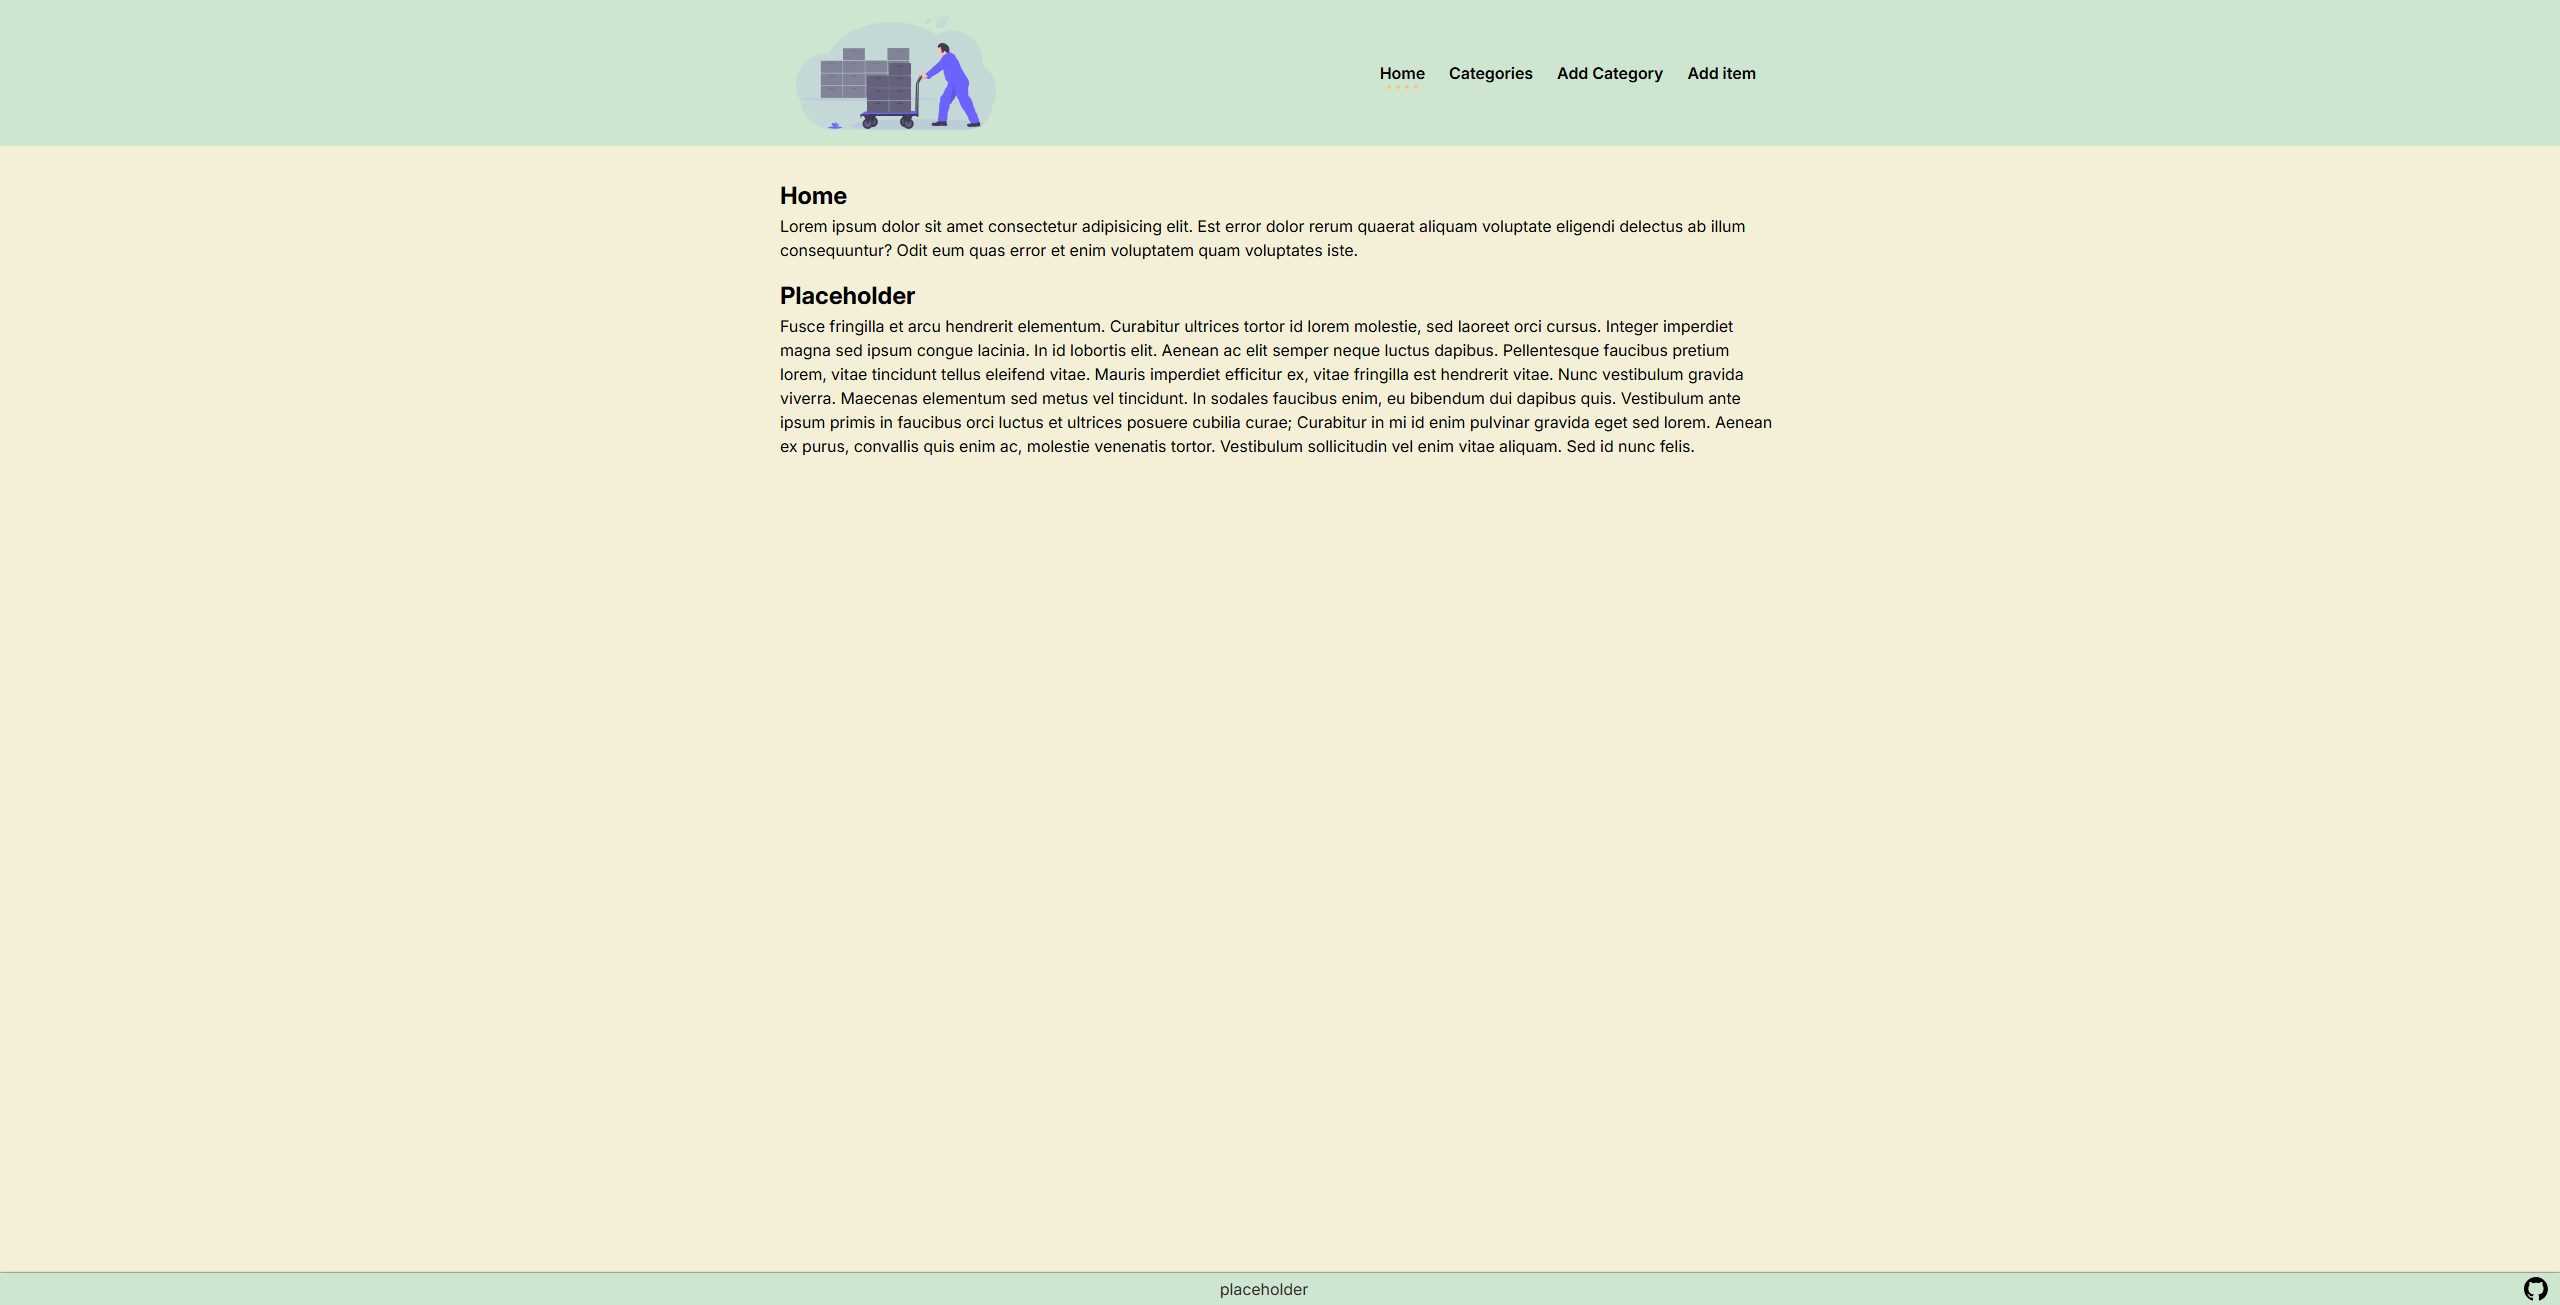 Home Categories Add Category Add item
Home
Lorem ipsum dolor sit amet consectetur adipisicing elit. Est error dolor rerum quaerat aliquam voluptate eligendi delectus ab illum
consequuntur? Odit eum quas error et enim voluptatem quam voluptates iste.
Placeholder
Fusce fringilla et arcu hendrerit elementum. Curabitur ultrices tortor id lorem molestie, sed laoreet orci cursus. Integer imperdiet
magna sed ipsum congue lacinia. In id lobortis elit. Aenean ac elit semper neque luctus dapibus. Pellentesque faucibus pretium
lorem, vitae tincidunt tellus eleifend vitae. Mauris imperdiet efficitur ex, vitae fringilla est hendrerit vitae. Nunc vestibulum gravida
viverra. Maecenas elementum sed metus vel tincidunt. In sodales faucibus enim, eu bibendum dui dapibus quis. Vestibulum ante
ipsum primis in faucibus orci luctus et ultrices posuere cubilia curae; Curabitur in mi id enim pulvinar gravida eget sed lorem. Aenean
ex purus, convallis quis enim ac, molestie venenatis tortor. Vestibulum sollicitudin vel enim vitae aliquam. Sed id nunc felis.
placeholder